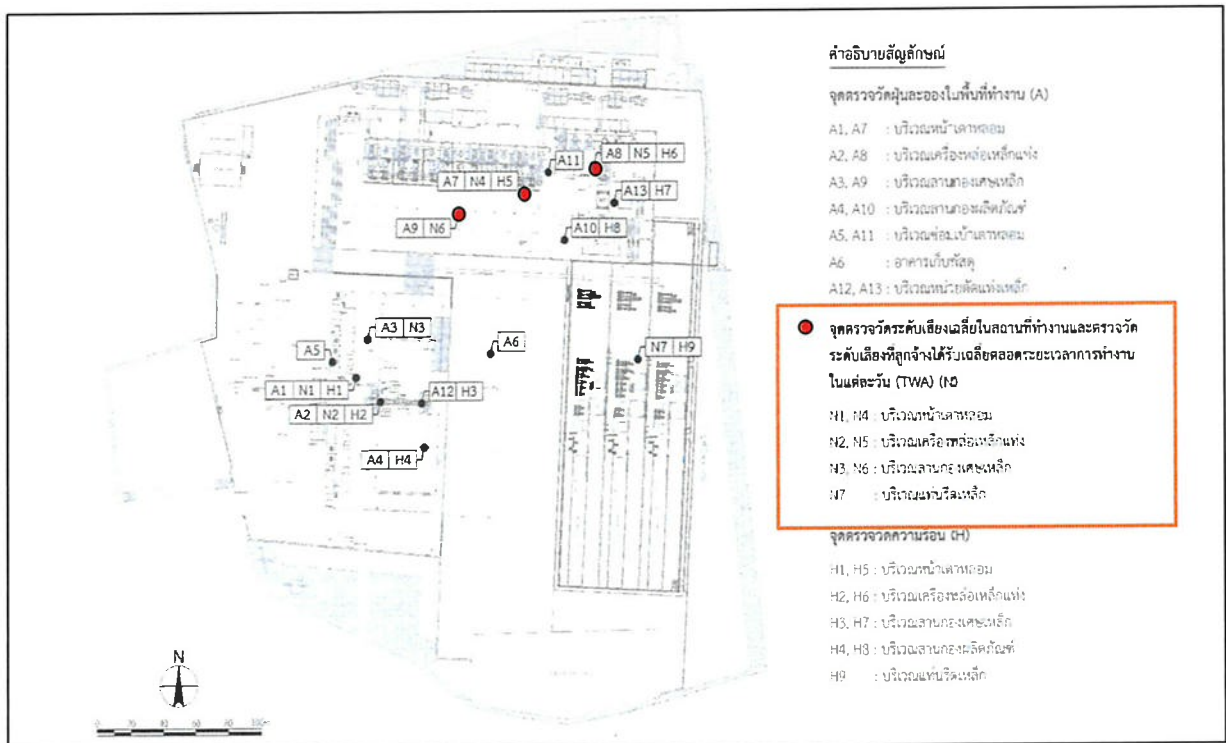 A11
A8 N5 H6
A7 N4 H5
A13 H7
A9 N6
A10 H8
A3 N3
A6
A5
N7 H9
A1 N1 H1
A12 H3
A2 N2 H2
A4 H4
N
คำอธิบายสัญลักษณ์
จุดตรวจวัดฝุ่นละอองในพื้นที่ทำงาน (A)
A1, A7 : บริเวณหน้าเตาหลอม
A2, A8 : บริเวณเครื่องหล่อเหล็กแท่ง
A3, A9 : บริเวณลานกองเศษเหล็ก
A4, A10 : บริเวณลานกองผลิตภัณฑ์
A5, A11 : บริเวณซ่อมเบ้าเตาหลอม
A6 : อาคารเก็บวัสดุ
A12, A13 : บริเวณหน่วยตัดแท่งเหล็ก
จุดตรวจวัดระดับเสียงเฉลี่ยในสถานที่ทำงานและตรวจวัด
ระดับเสียงที่ลูกจ้างได้รับเฉลี่ยตลอดระยะเวลาการทำงาน
ในแต่ละวัน (TWA) (N)
N1, N4 : บริเวณหน้าเตาหลอม
N2, N5 : บริเวณเครื่องหล่อเหล็กแท่ง
N3, N6 : บริเวณลานกองเศษเหล็ก
N7 : บริเวณแท่นรีดเหล็ก
จุดตรวจวัดความร้อน (H)
H1, H5 : บริเวณหน้าเตาหลอม
H2, H6 : บริเวณเครื่องหล่อเหล็กแท่ง
H3, H7 : บริเวณลานกองเศษเหล็ก
H4, H8 : บริเวณลานกองผลิตภัณฑ์
H9 : บริเวณแท่นรีดเหล็ก